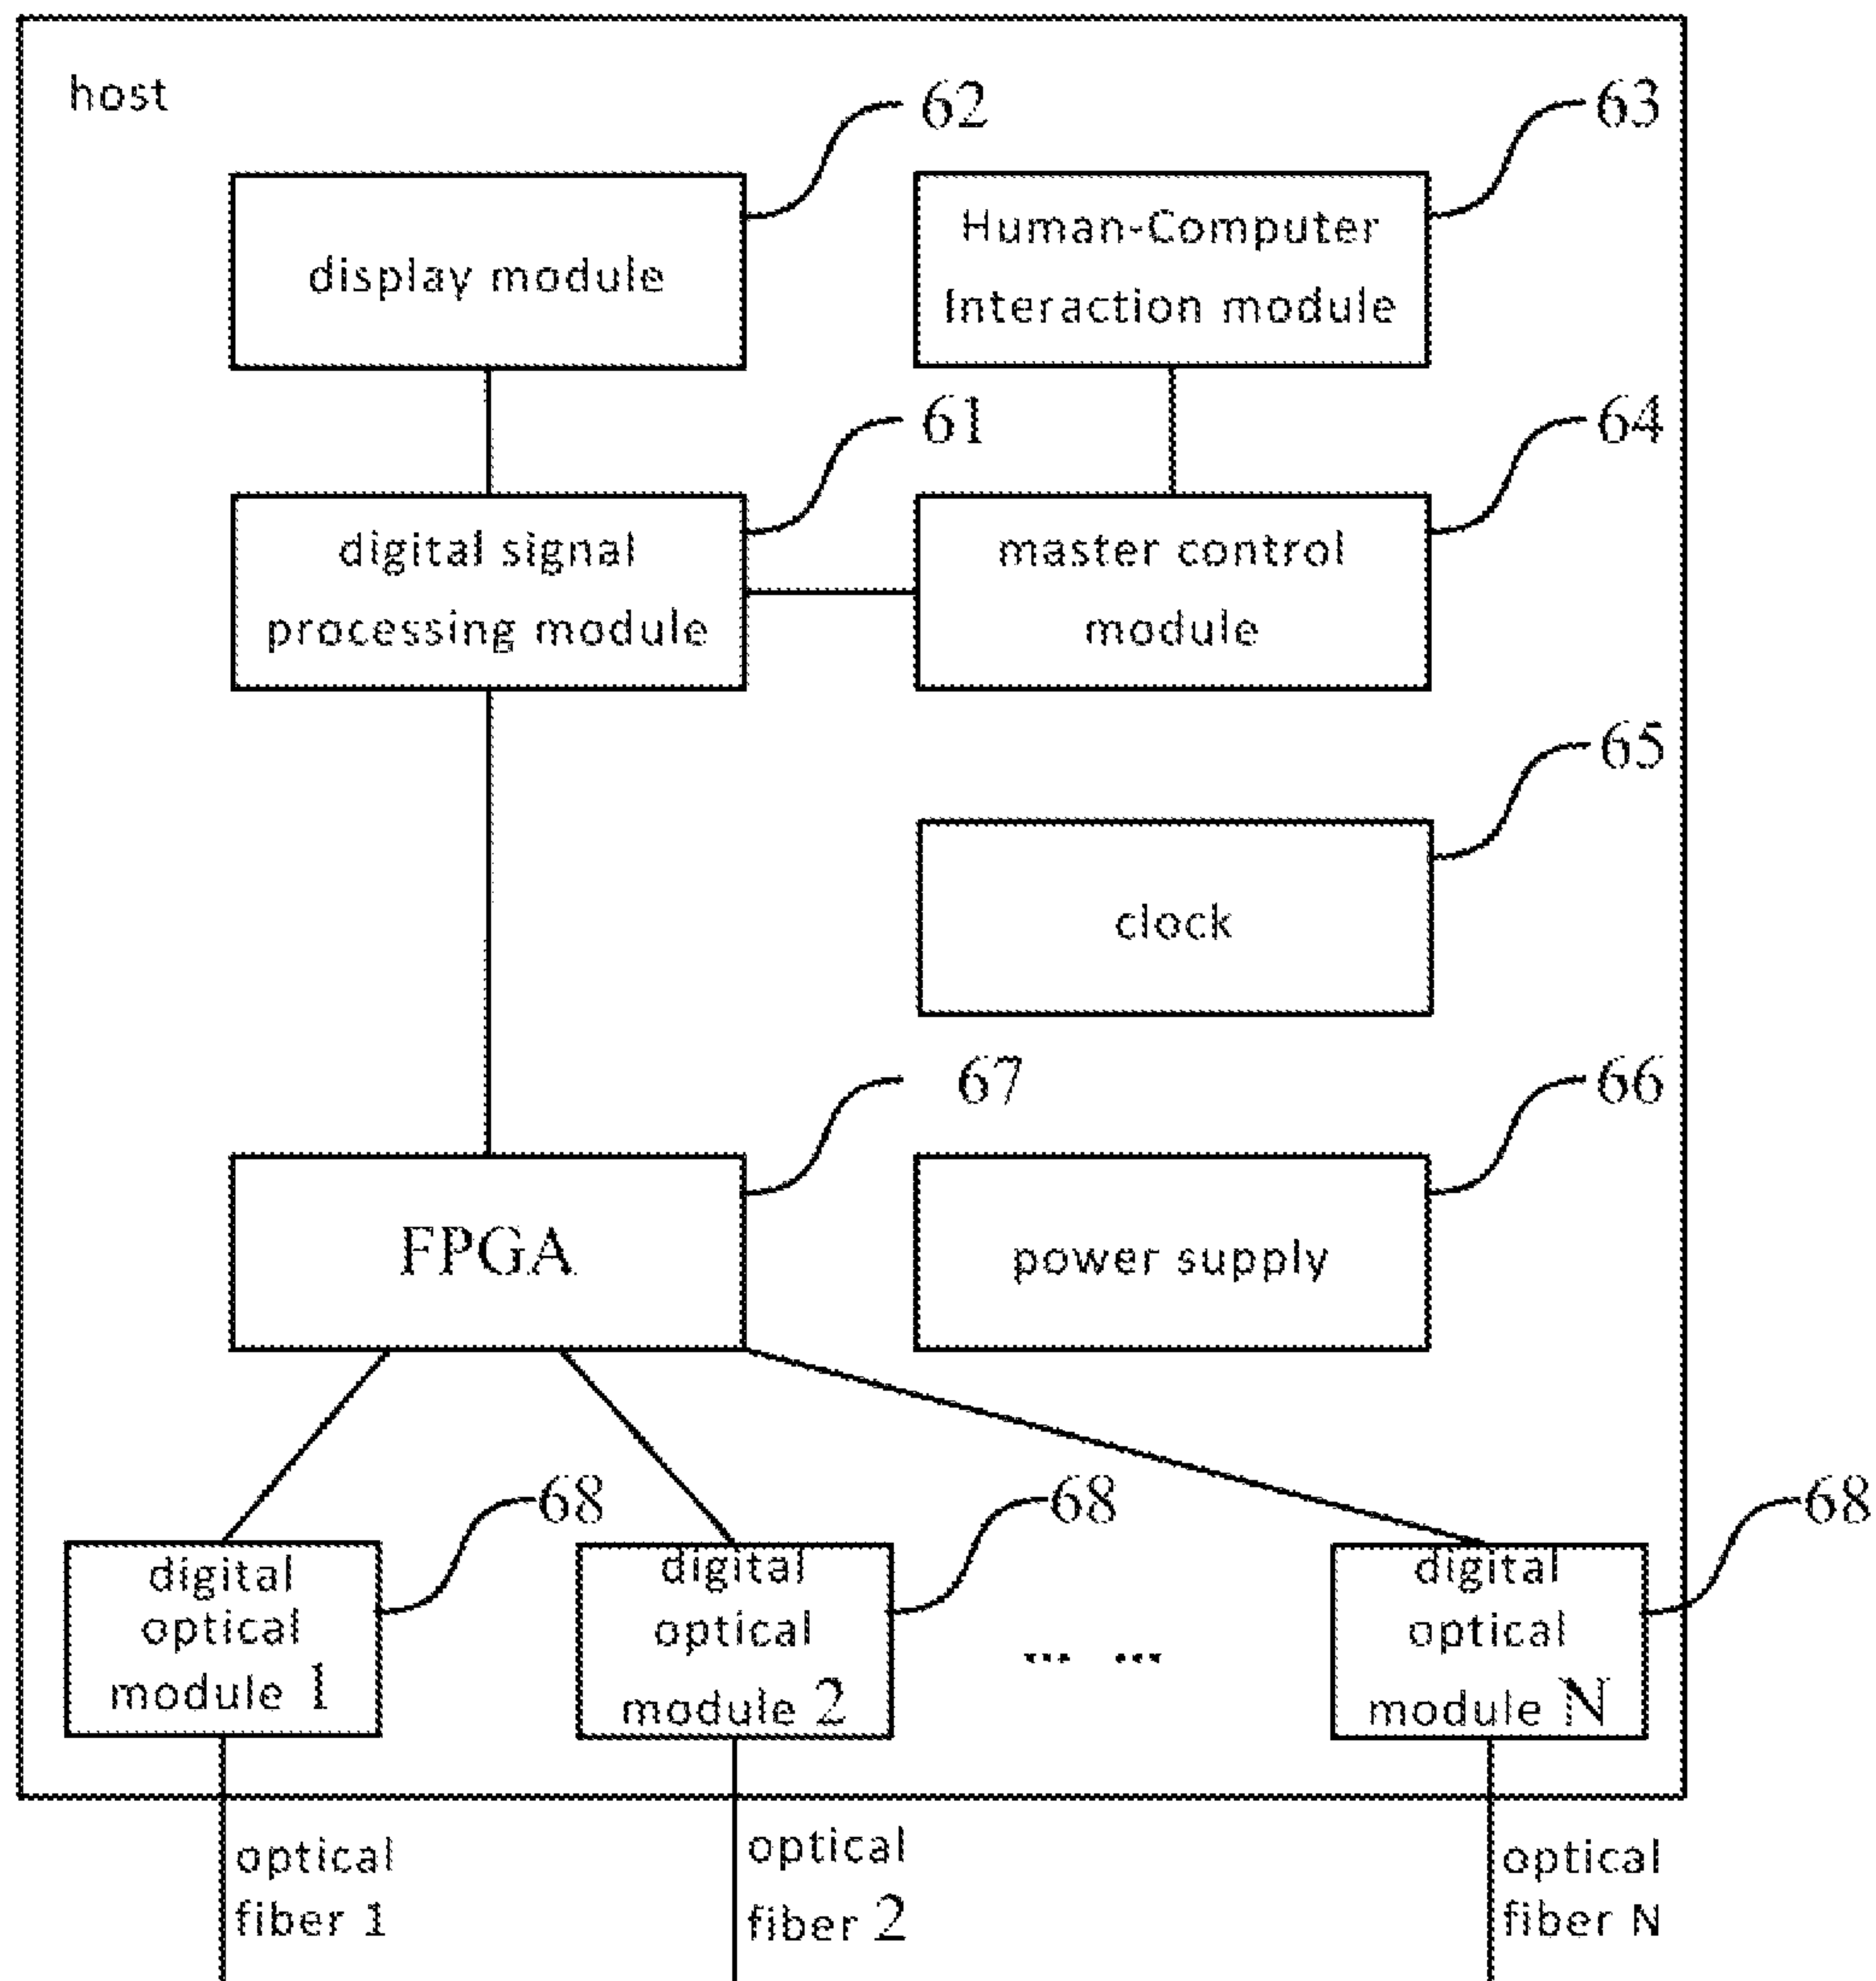 host
62
63
display module
Human-Computer
Interaction module
61
64
digital signal
processing module
master control
module
65
clock
67
66
FPGA
power supply
68
68
68
digital
optical
module 1
digital
optical
module 2
... ...
digital
optical
module N
optical
fiber 1
optical
fiber 2
optical
fiber N